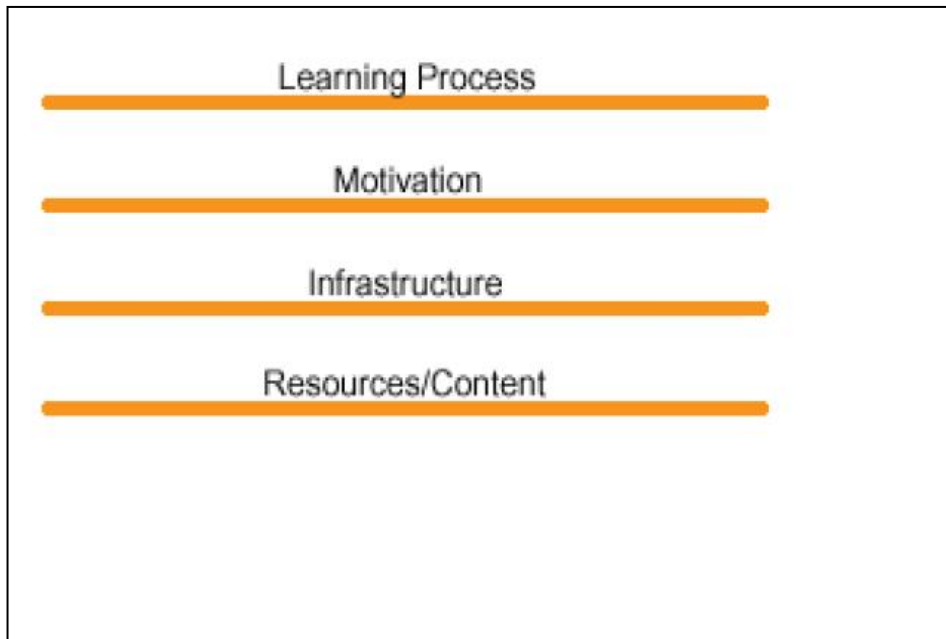 Learning Process
Motivation
Infrastructure
Resources/Content